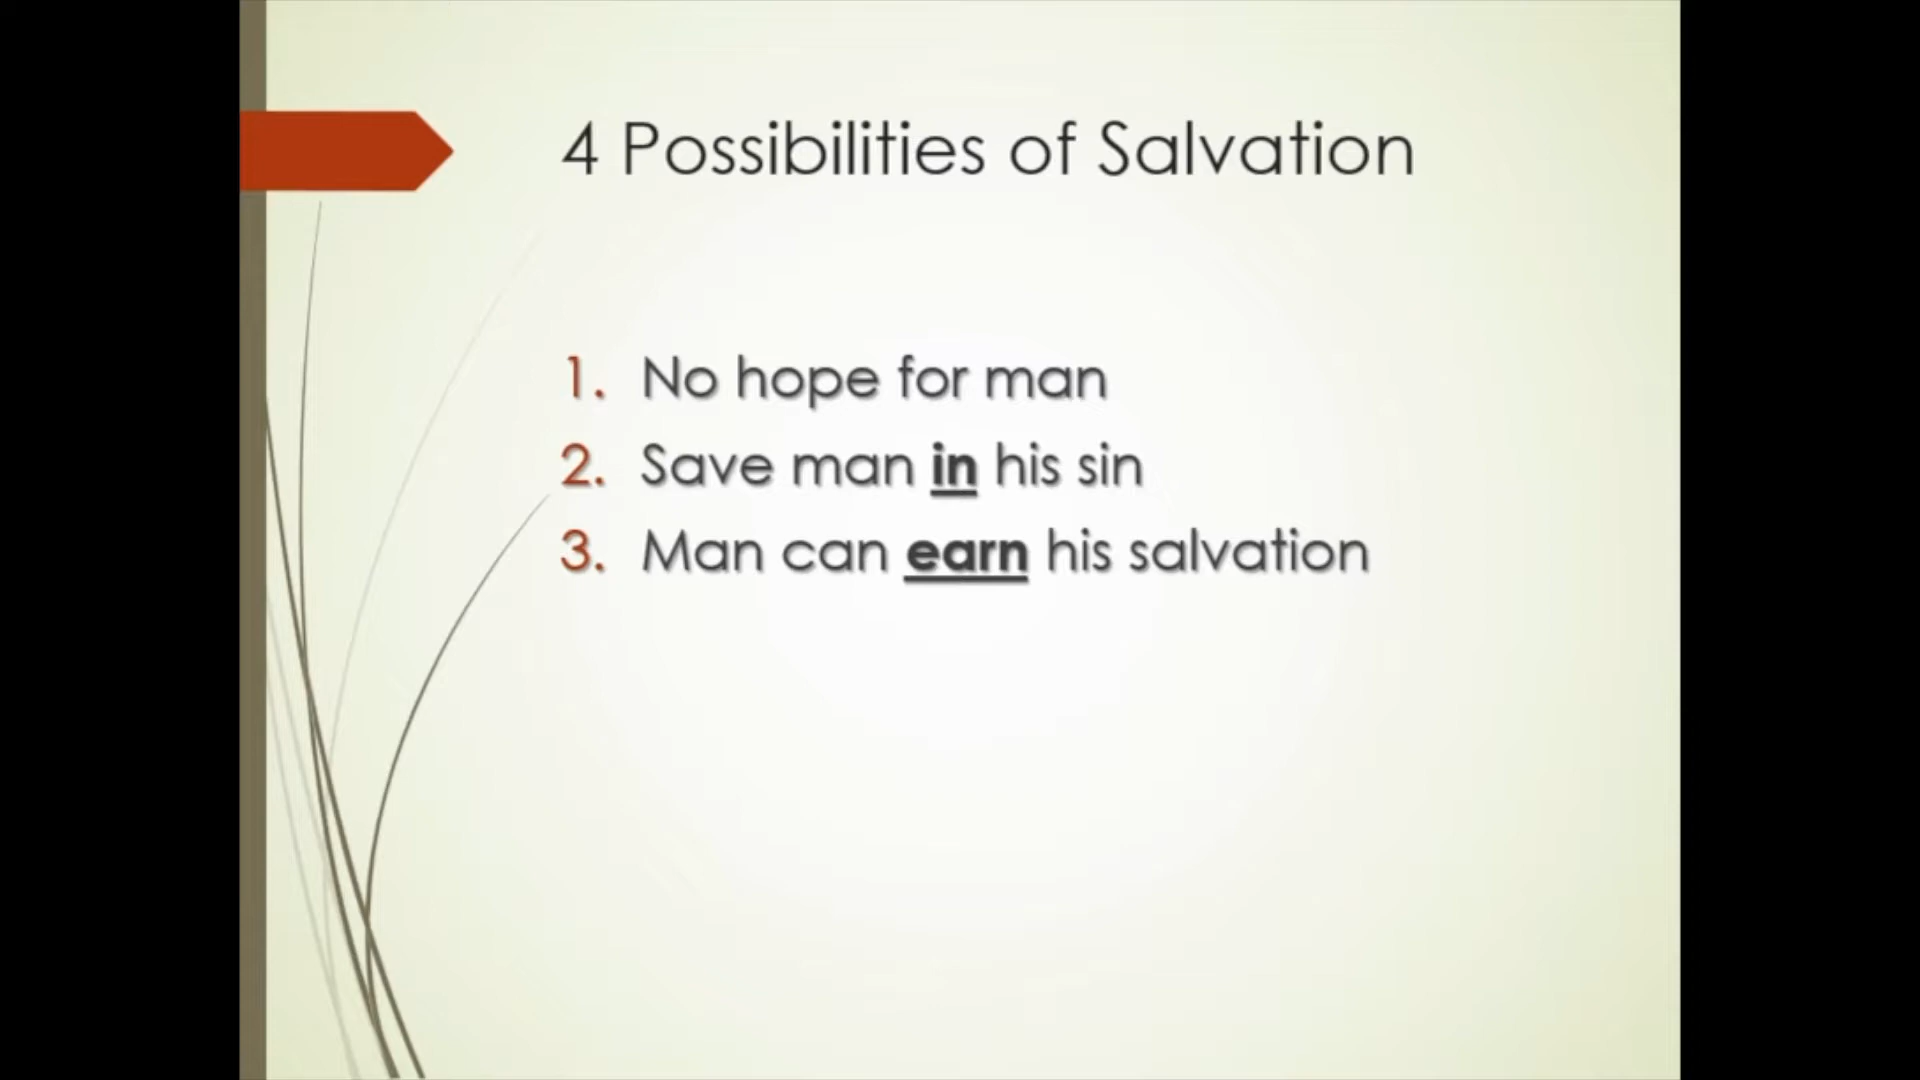 4 Possibilities of Salvation
1. No hope for man
2. Save man in his sin
3. Man can earn his salvation